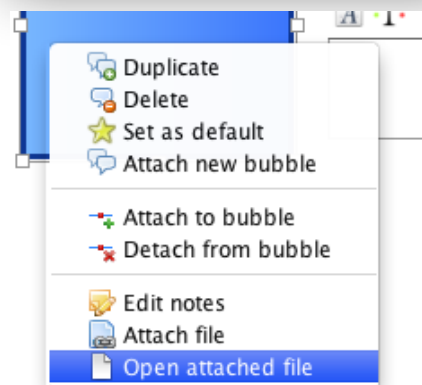 A T
Duplicate
Delete
Set as default
Attach new bubble
Attach to bubble
Detach from bubble
Edit notes
Attach file
Open attached file